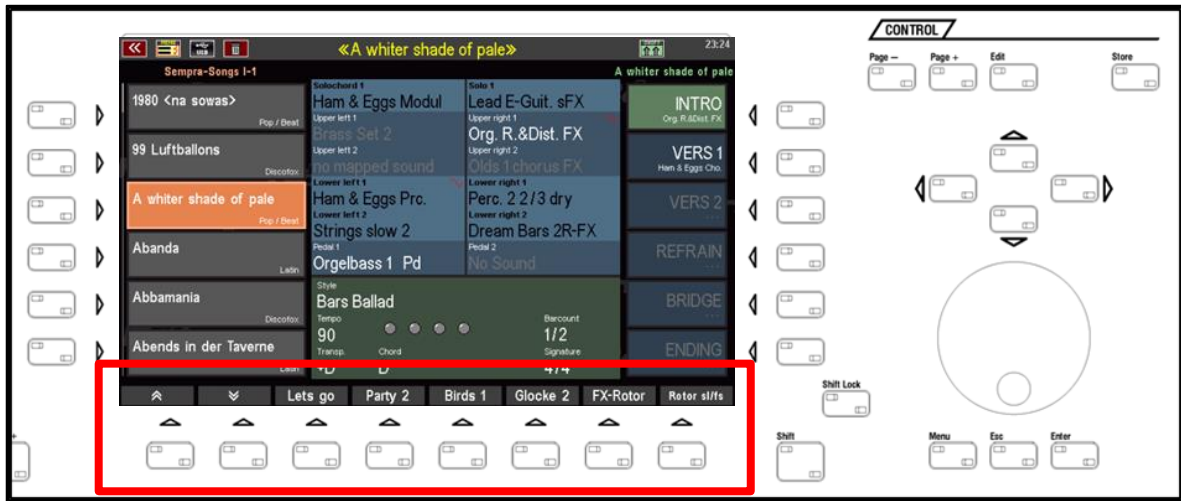 CONTROL
Page — Page + Edit Store
«A whiter shade of pale» 23:24
Sempra-Songs I-1 A whiter shade of pale
1980 <na sowas>
Pop / Beat
99 Luftballons
Discofox
A whiter shade of pale
Pop / Beat
Abanda
Latin
Abbamania
Discofox
Abends in der Taverne
Latin
Solochord 1
Ham & Eggs Modul
Solo 1
Lead E-Guit. sFX
Upper left 1
Brass Set 2
Upper right 1
Org. R.&Dist. FX
Upper left 2
no mapped sound
Upper right 2
Olds 1chorus FX
Lower left 1
Ham & Eggs Prc.
Lower right 1
Perc. 2 2/3 dry
Lower left 2
Strings slow 2
Lower right 2
Dream Bars 2R-FX
Pedal 1
Orgelbass 1 Pd
Pedal 2
No Sound
Style
Bars Ballad
Tempo
90
Barcount
1/2
Transp. Chord Signature
+D D 4/4
INTRO
Org. R.&Dist. FX
VERS 1
Ham & Eggs Cho.
VERS 2
- - -
REFRAIN
- - -
BRIDGE
- - -
ENDING
Lets go Party 2 Birds 1 Glocke 2 FX-Rotor Rotor sl/fs
Shift Lock
Shift Menu Esc Enter
+